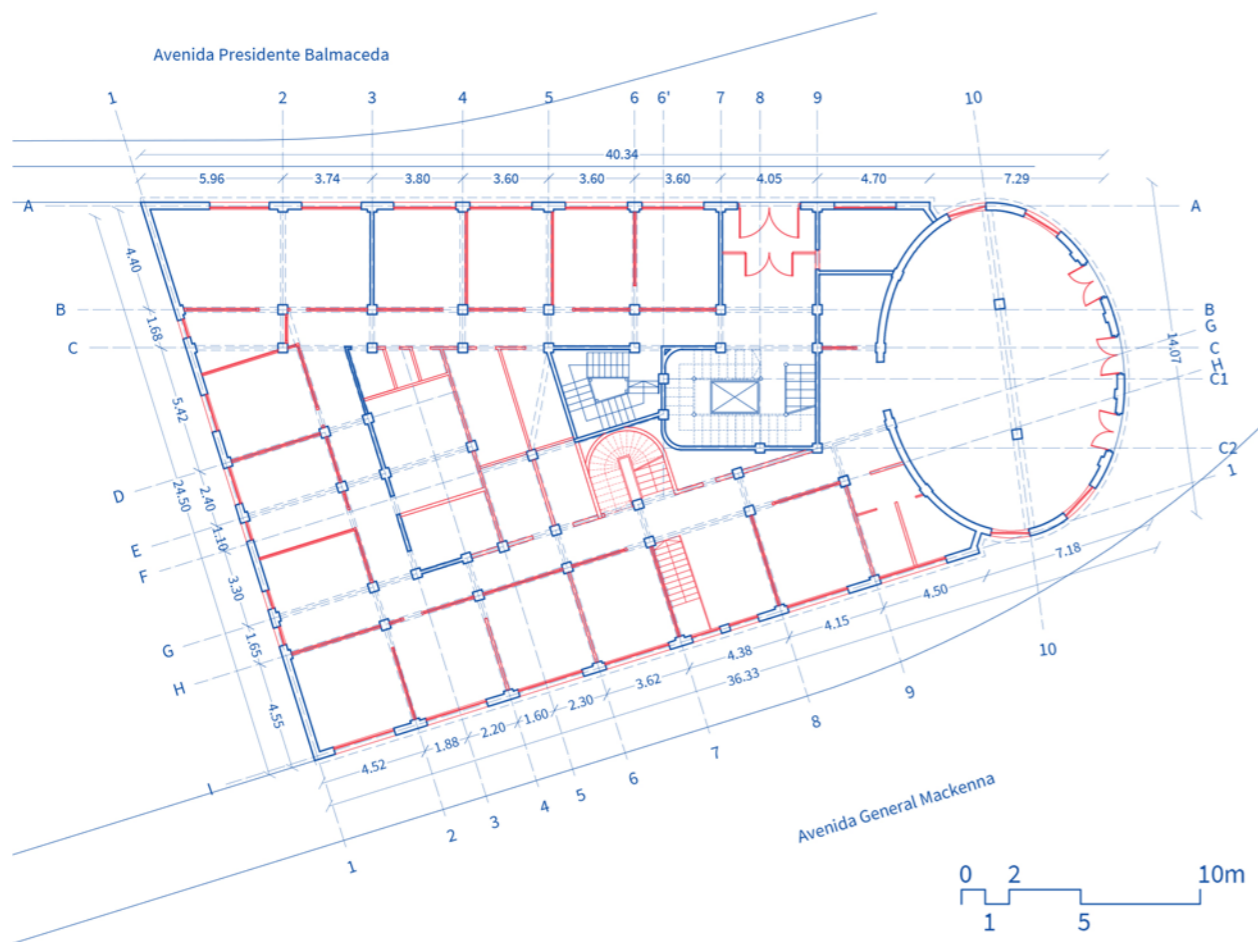 Avenida Presidente Balmaceda
1 2 3 4 5 6 6' 7 8 9 10
40.34
5.96 3.74 3.80 3.60 3.60 3.60 4.05 4.70 7.29
A A
4.40
B B
G
1.68
C C
14.07
H
C1
5.42
C2
1
D
24.50
2.40
E
1.10
F
3.30
7.18
4.50
G
1.65
4.15
10
H
4.38
36.33
9
4.55
3.62
2.30
1.60
2.20
1.88
4.52
8
7
I
6
5
4
3
2
1
Avenida General Mackenna
0 2 10m
1 5